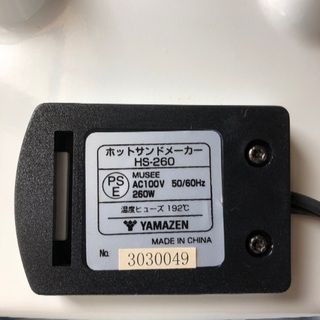 ホットサンドメーカー
HS-260
MUSEE
PS
E
AC100V 50/60Hz
260W
温度ヒューズ 192℃
YAMAZEN
MADE IN CHINA
No. 3030049